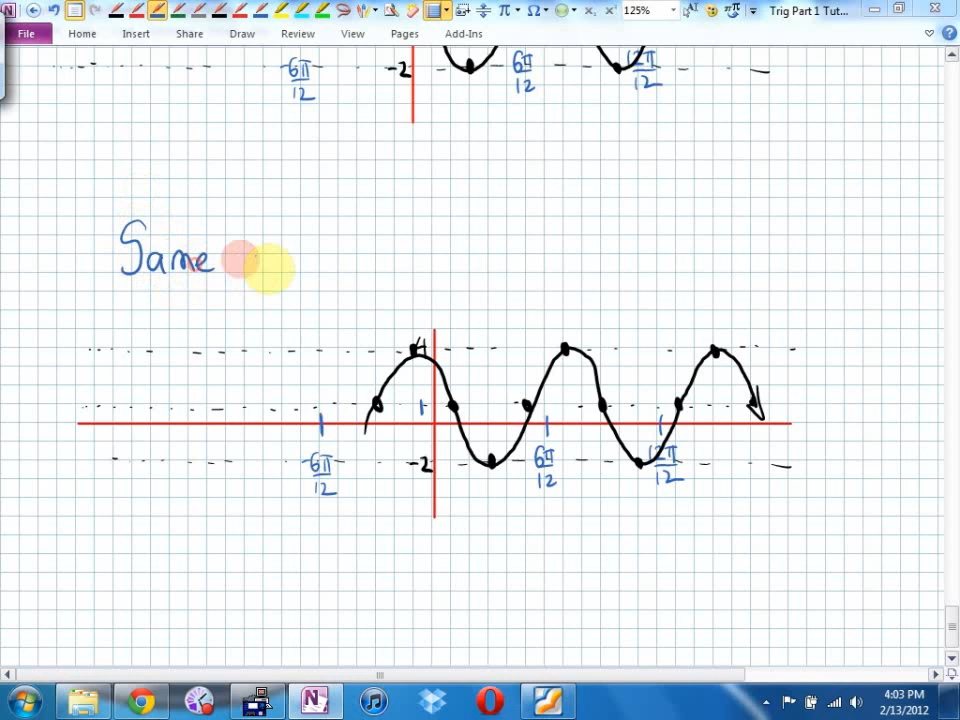 125%
Trig Part 1 Tut...
File Home Insert Share Draw Review View Pages Add-Ins
-2
6π/12
6π/12
12π/12
Same
4
1
-2
6π/12
6π/12
12π/12
4:03 PM
2/13/2012